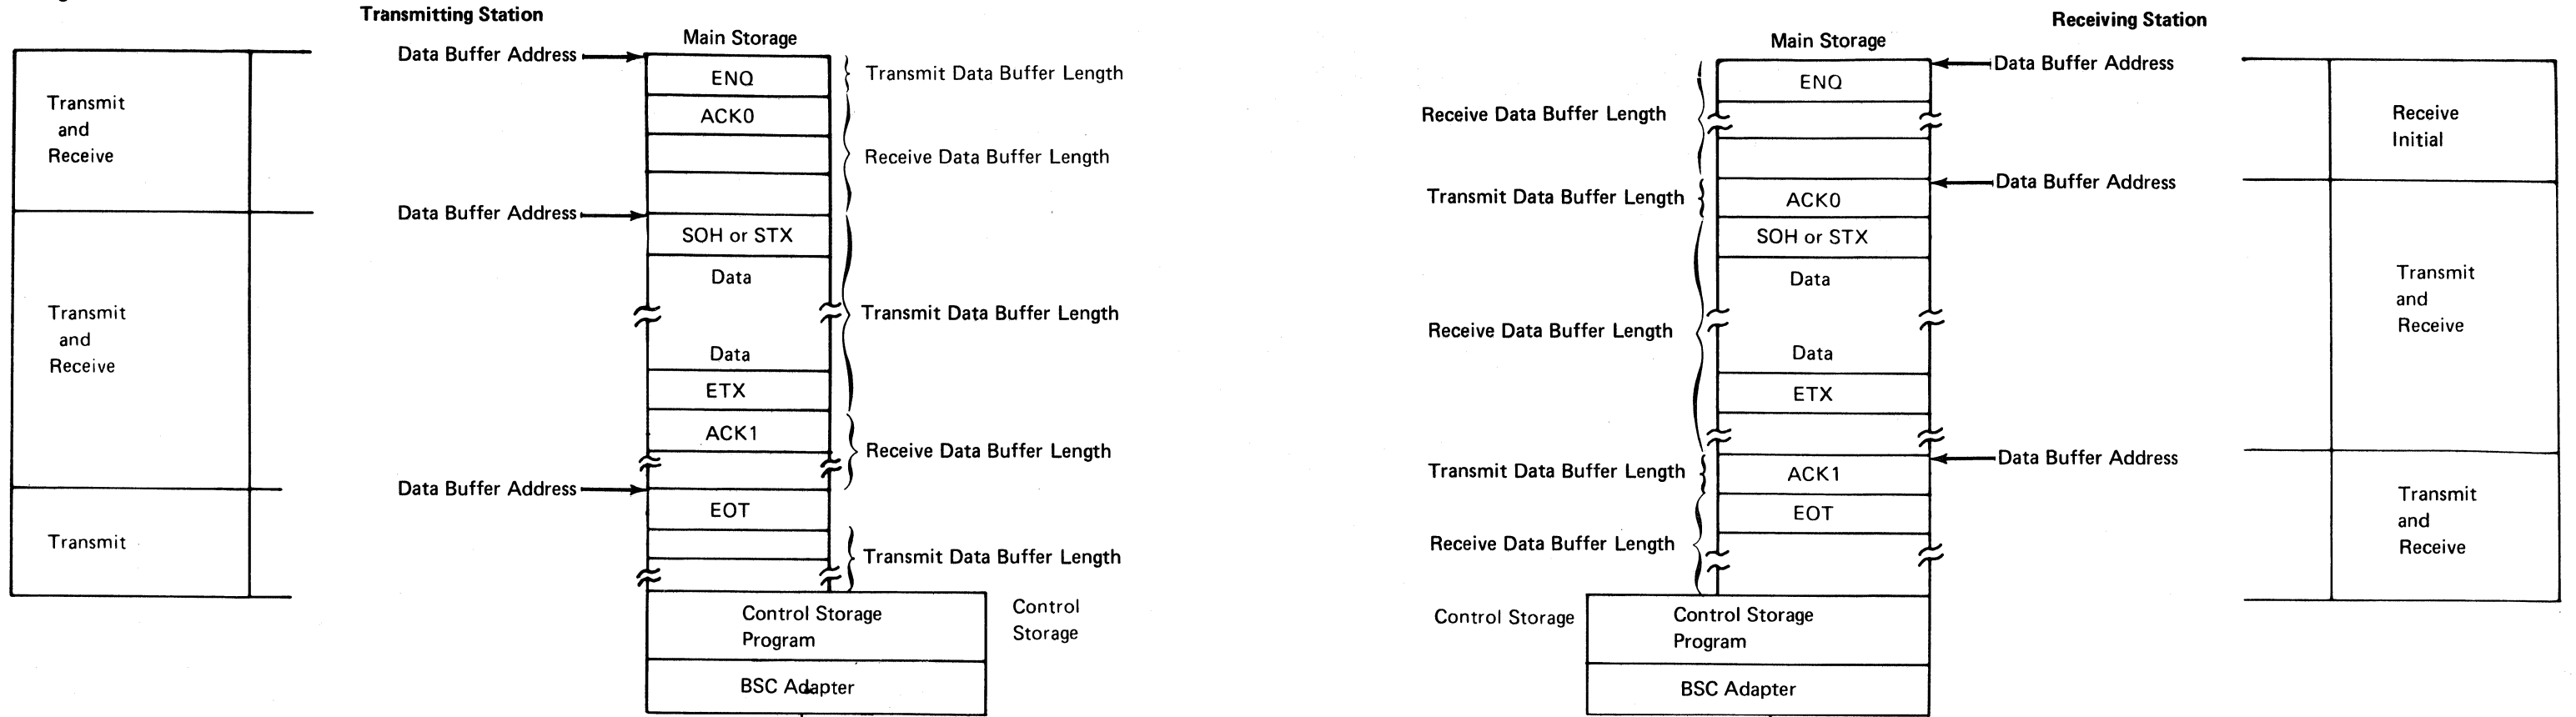 Transmitting Station
Main Storage
Data Buffer Address
ENQ
Transmit Data Buffer Length
Transmit
and
Receive
ACK0
Receive Data Buffer Length
Data Buffer Address
SOH or STX
Data
Transmit
and
Receive
Transmit Data Buffer Length
Data
ETX
ACK1
Receive Data Buffer Length
Data Buffer Address
EOT
Transmit
Transmit Data Buffer Length
Control Storage
Program
Control
Storage
BSC Adapter
Receiving Station
Main Storage
Data Buffer Address
ENQ
Receive Data Buffer Length
Receive
Initial
Data Buffer Address
Transmit Data Buffer Length
ACK0
SOH or STX
Data
Transmit
and
Receive
Receive Data Buffer Length
Data
ETX
Data Buffer Address
Transmit Data Buffer Length
ACK1
EOT
Transmit
and
Receive
Receive Data Buffer Length
Control Storage
Control Storage
Program
BSC Adapter